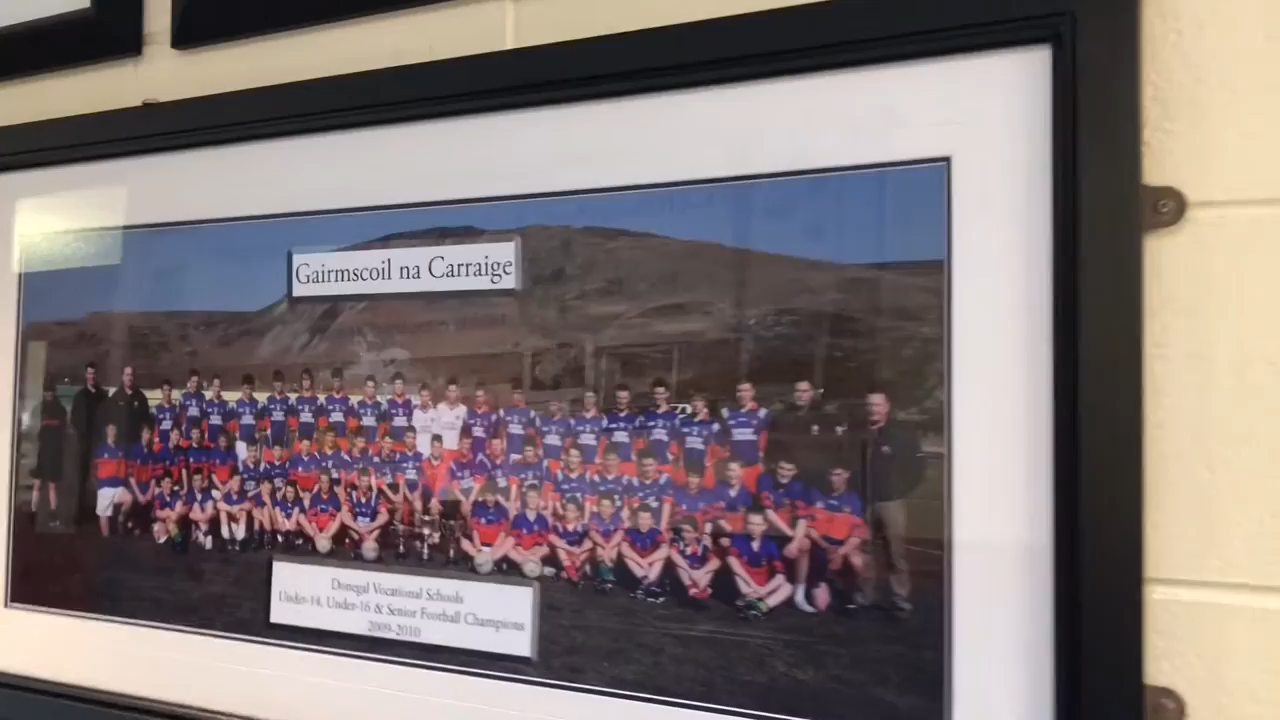 Gairmscoil na Carraige
Donegal Vocational Schools
Under-14, Under-16 & Senior Football Champions
2009-2010